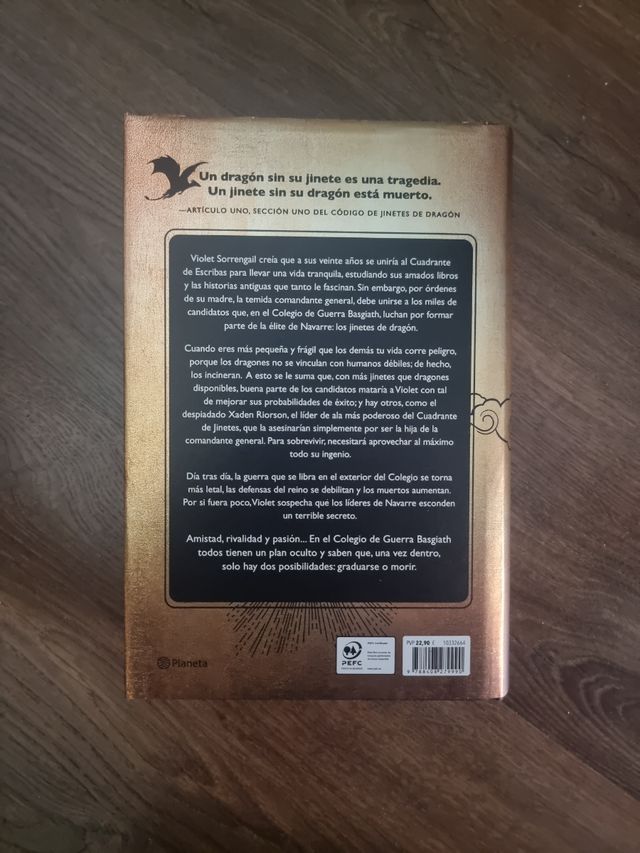 Un dragón sin su jinete es una tragedia.
Un jinete sin su dragón está muerto.
—ARTÍCULO UNO, SECCIÓN UNO DEL CÓDIGO DE JINETES DE DRAGÓN
Violet Sorrengail creía que a sus veinte años se uniría al Cuadrante
de Escribas para llevar una vida tranquila, estudiando sus amados libros
y las historias antiguas que tanto le fascinan. Sin embargo, por órdenes
de su madre, la temida comandante general, debe unirse a los miles de
candidatos que, en el Colegio de Guerra Basgiath, luchan por formar
parte de la élite de Navarre: los jinetes de dragón.
Cuando eres más pequeña y frágil que los demás tu vida corre peligro,
porque los dragones no se vinculan con humanos débiles; de hecho,
los incineran. A esto se le suma que, con más jinetes que dragones
disponibles, buena parte de los candidatos mataría a Violet con tal
de mejorar sus probabilidades de éxito; y hay otros, como el
despiadado Xaden Riorson, el líder de ala más poderoso del Cuadrante
de Jinetes, que la asesinarían simplemente por ser la hija de la
comandante general. Para sobrevivir, necesitará aprovechar al máximo
todo su ingenio.
Día tras día, la guerra que se libra en el exterior del Colegio se torna
más letal, las defensas del reino se debilitan y los muertos aumentan.
Por si fuera poco, Violet sospecha que los líderes de Navarre esconden
un terrible secreto.
Amistad, rivalidad y pasión... En el Colegio de Guerra Basgiath
todos tienen un plan oculto y saben que, una vez dentro,
solo hay dos posibilidades: graduarse o morir.
Planeta
PEFC
PVP 22,90 € 10332664
9 788408 279990